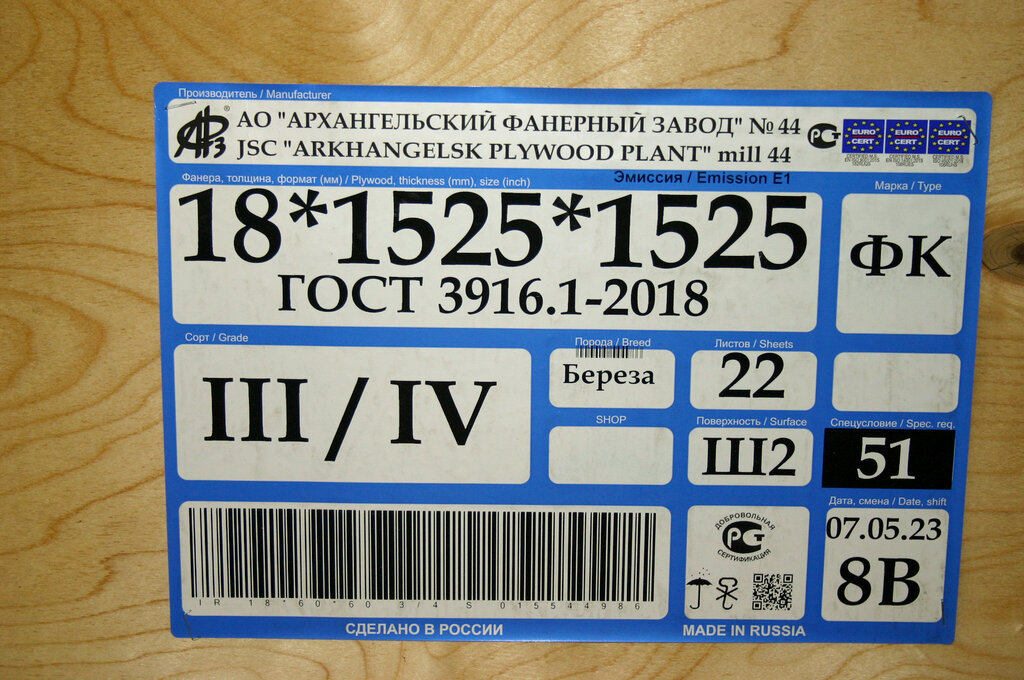 Производитель / Manufacturer
АФЗ®
АО "АРХАНГЕЛЬСКИЙ ФАНЕРНЫЙ ЗАВОД" № 44
JSC "ARKHANGELSK PLYWOOD PLANT" mill 44
РСТ
EURO CERT EURO CERT EURO CERT
Фанера, толщина, формат (мм) / Plywood, thickness (mm), size (inch)
Эмиссия / Emission E1
18*1525*1525
ГОСТ 3916.1-2018
Марка / Type
ФК
Сорт / Grade
III / IV
Порода / Breed
Береза
Листов / Sheets
22
SHOP
Поверхность / Surface
Ш2
Спецусловие / Spec. req.
51
Дата, смена / Date, shift
07.05.23
8В
IR 18*60*60 3/4 S 015544986
ДОБРОВОЛЬНАЯ
РСТ
СЕРТИФИКАЦИЯ
СДЕЛАНО В РОССИИ
MADE IN RUSSIA